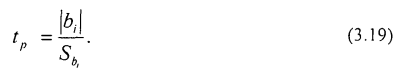 t_p = |b_i| / S_{b_i}. (3.19)